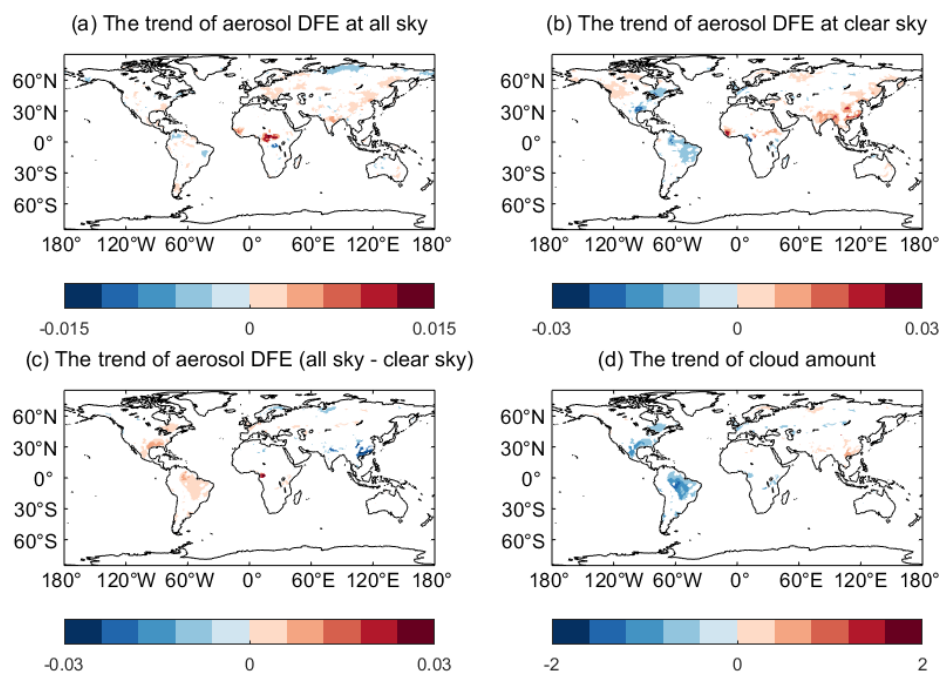 (a) The trend of aerosol DFE at all sky
60°N
30°N
0°
30°S
60°S
180° 120°W 60°W 0° 60°E 120°E 180°
-0.015 0 0.015
(b) The trend of aerosol DFE at clear sky
60°N
30°N
0°
30°S
60°S
180° 120°W 60°W 0° 60°E 120°E 180°
-0.03 0 0.03
(c) The trend of aerosol DFE (all sky - clear sky)
60°N
30°N
0°
30°S
60°S
180° 120°W 60°W 0° 60°E 120°E 180°
-0.03 0 0.03
(d) The trend of cloud amount
60°N
30°N
0°
30°S
60°S
180° 120°W 60°W 0° 60°E 120°E 180°
-2 0 2